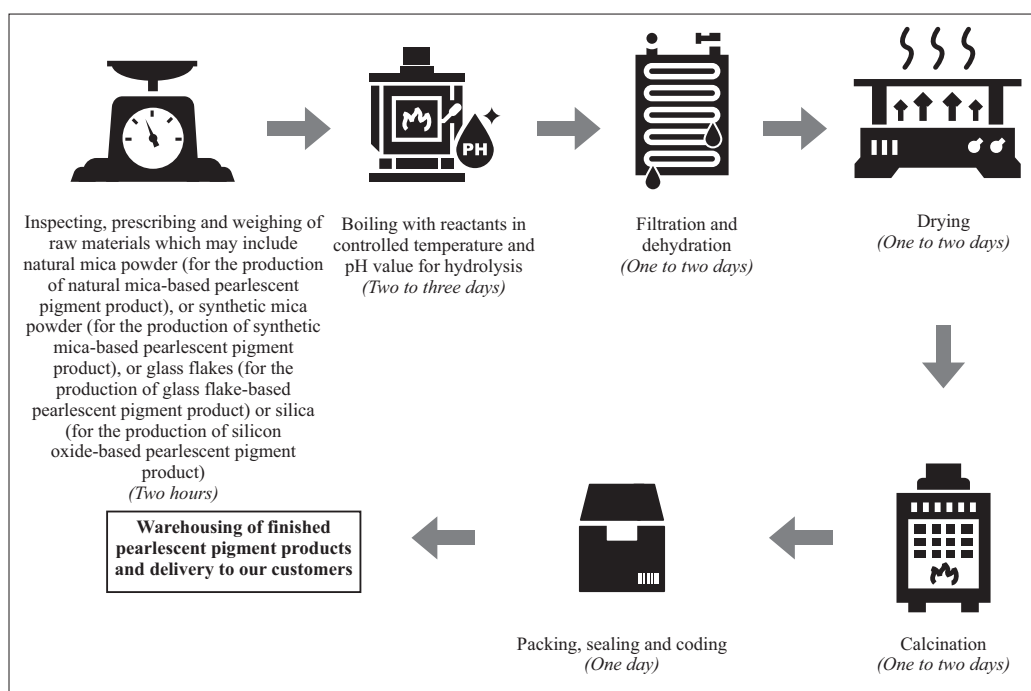 Inspecting, prescribing and weighing of
raw materials which may include
natural mica powder (for the production
of natural mica-based pearlescent
pigment product), or synthetic mica
powder (for the production of synthetic
mica-based pearlescent pigment
product), or glass flakes (for the
production of glass flake-based
pearlescent pigment product) or silica
(for the production of silicon
oxide-based pearlescent pigment
product)
(Two hours)
PH
Boiling with reactants in
controlled temperature and
pH value for hydrolysis
(Two to three days)
Filtration and
dehydration
(One to two days)
Drying
(One to two days)
Calcination
(One to two days)
Packing, sealing and coding
(One day)
Warehousing of finished
pearlescent pigment products
and delivery to our customers